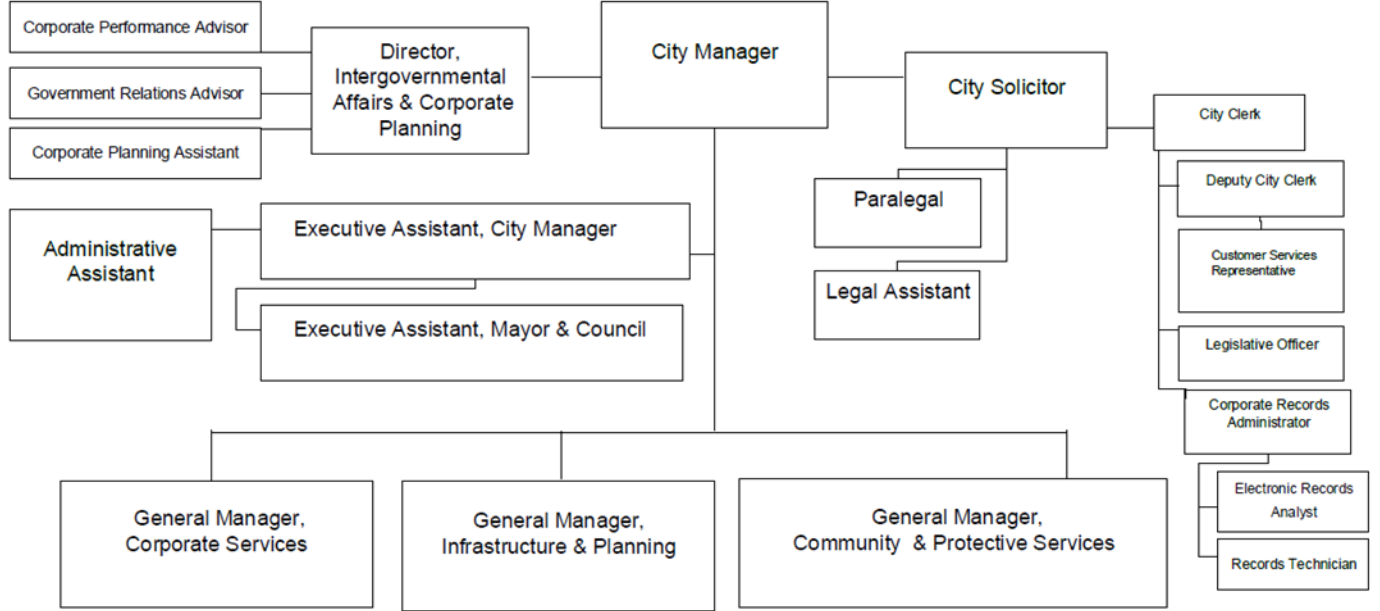 Corporate Performance Advisor
Government Relations Advisor
Corporate Planning Assistant
Director,
Intergovernmental
Affairs & Corporate
Planning
City Manager
City Solicitor
City Clerk
Deputy City Clerk
Customer Services
Representative
Legislative Officer
Corporate Records
Administrator
Electronic Records
Analyst
Records Technician
Paralegal
Legal Assistant
Administrative
Assistant
Executive Assistant, City Manager
Executive Assistant, Mayor & Council
General Manager,
Corporate Services
General Manager,
Infrastructure & Planning
General Manager,
Community & Protective Services